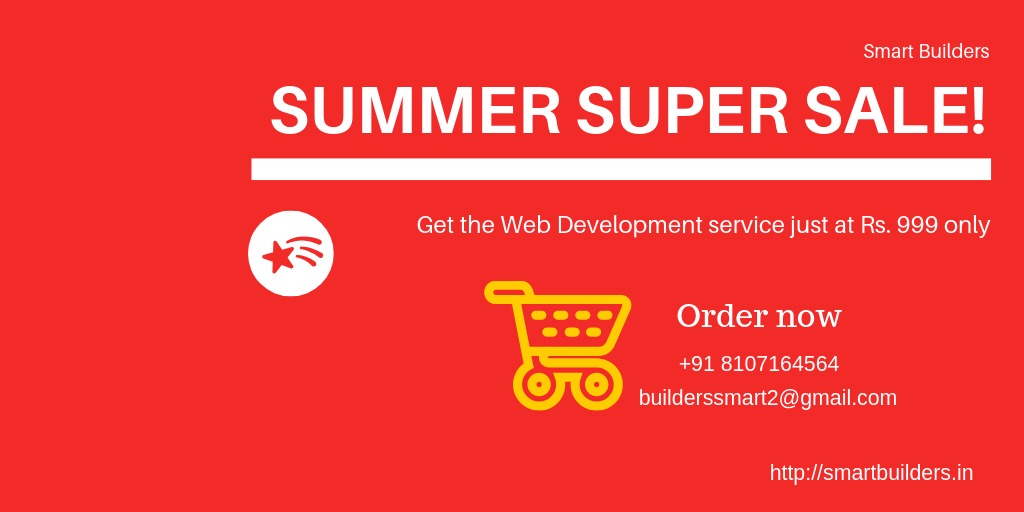 Smart Builders
SUMMER SUPER SALE!
Get the Web Development service just at Rs. 999 only
Order now
+91 8107164564
builderssmart2@gmail.com
http://smartbuilders.in